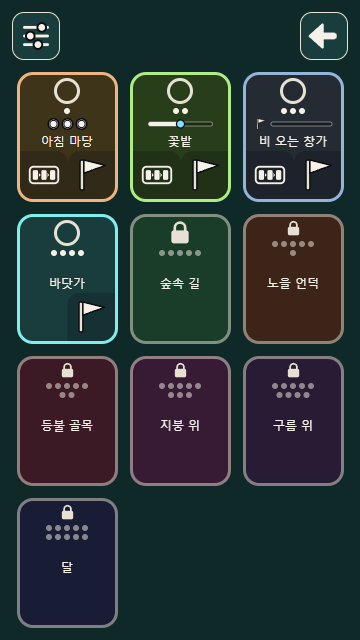 아침 마당
꽃밭
비 오는 창가
바닷가
숲속 길
노을 언덕
등불 골목
지붕 위
구름 위
달